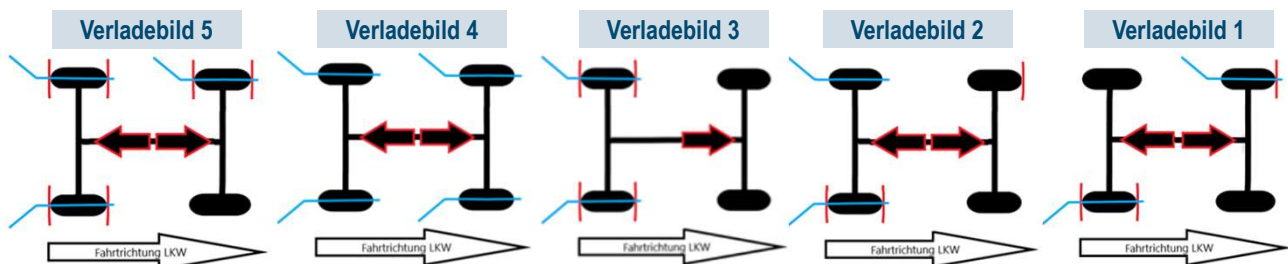 Verladebild 5
Verladebild 4
Verladebild 3
Verladebild 2
Verladebild 1
Fahrtrichtung LKW
Fahrtrichtung LKW
Fahrtrichtung LKW
Fahrtrichtung LKW
Fahrtrichtung LKW